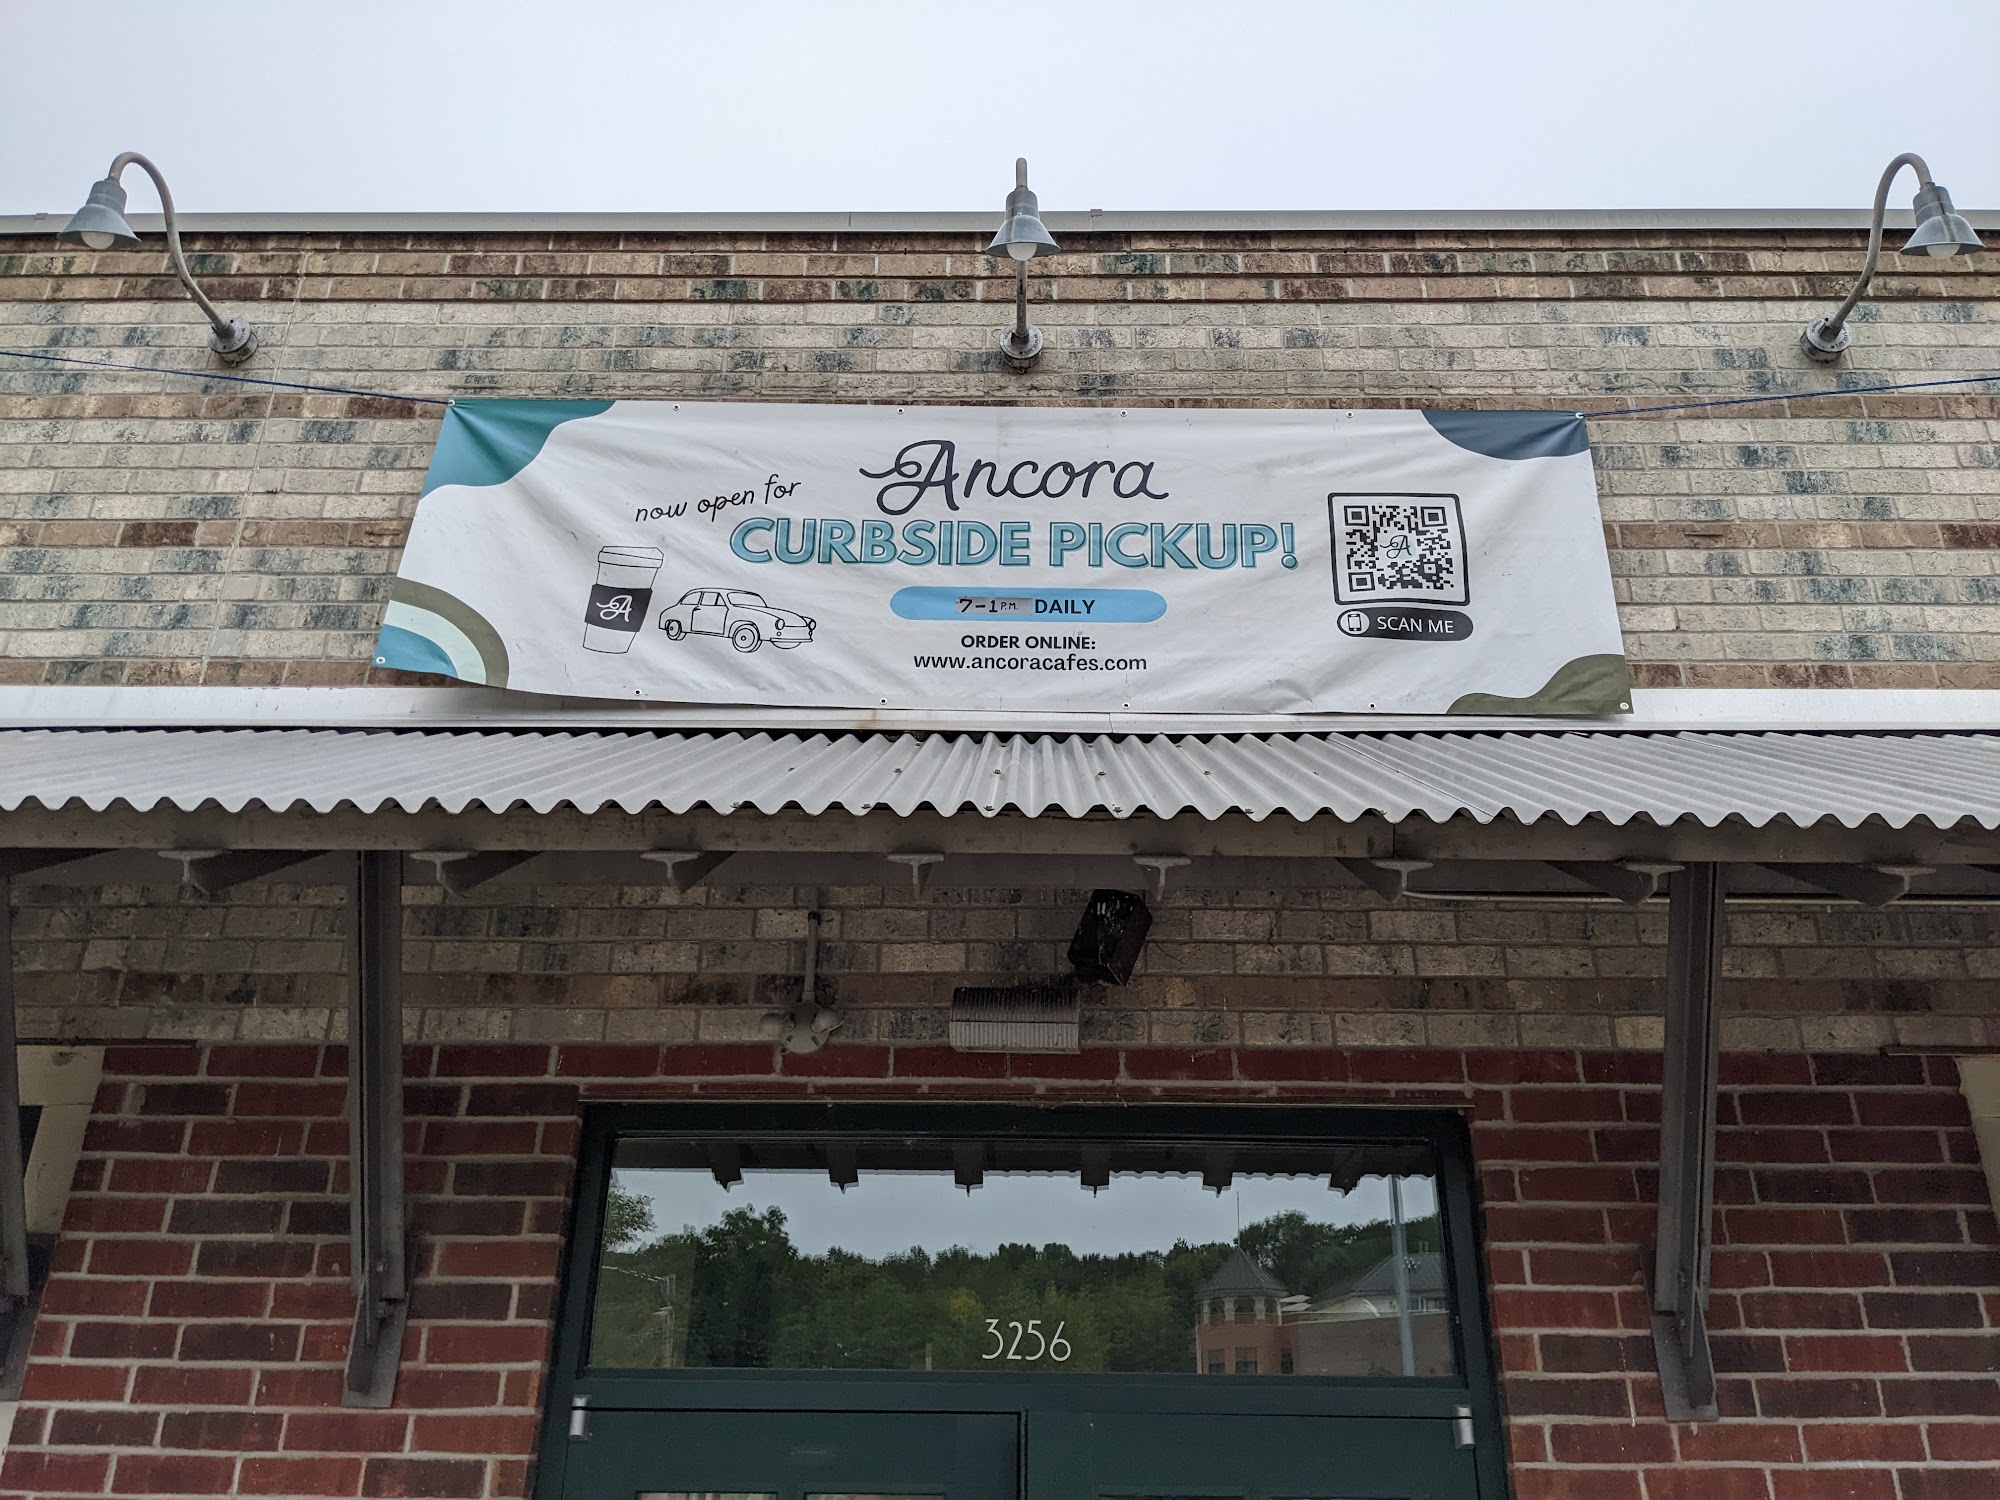 now open for
Ancora
CURBSIDE PICKUP!
7-1 P.M. DAILY
ORDER ONLINE:
www.ancoracafes.com
A
A
SCAN ME
3256